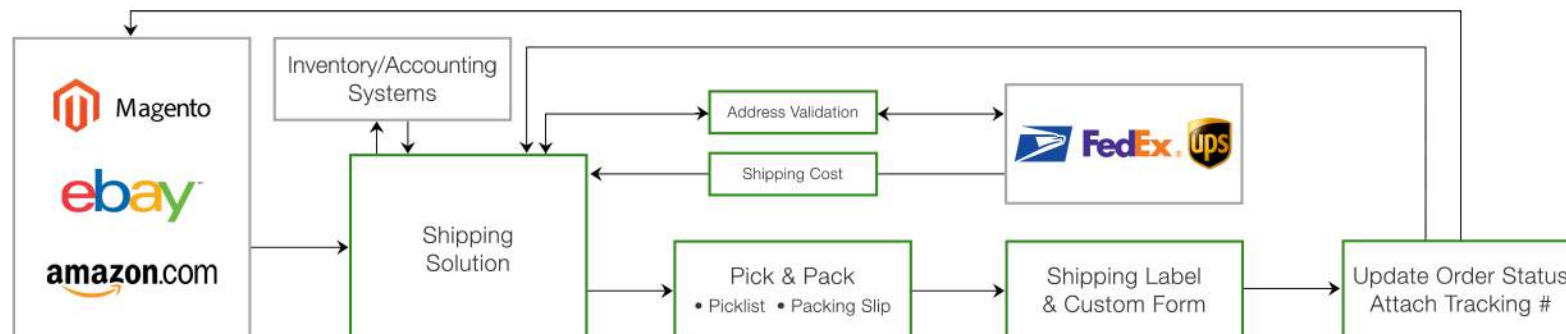 Magento
ebay™
amazon.com
Inventory/Accounting
Systems
Shipping
Solution
Address Validation
Shipping Cost
FedEx®
ups
Pick & Pack
• Picklist • Packing Slip
Shipping Label
& Custom Form
Update Order Status
Attach Tracking #